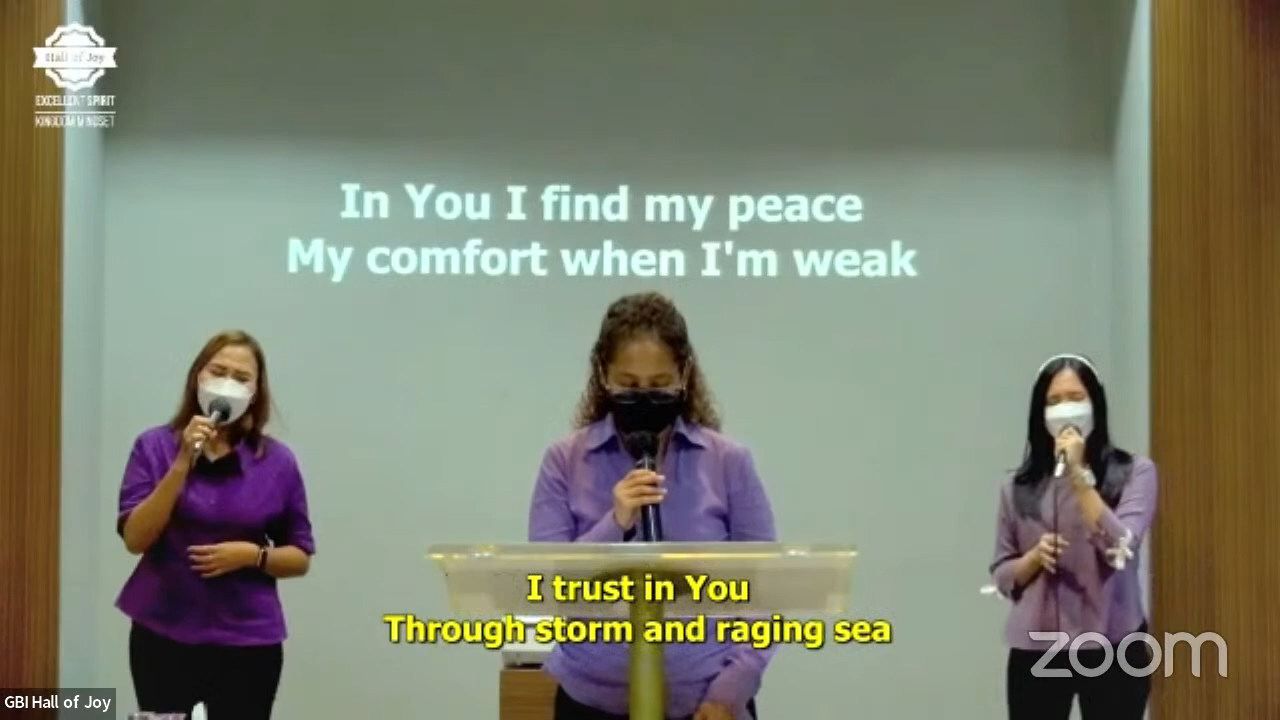 Hall of Joy
EXCELLENT SPIRIT
KINGDOM MINDSET
In You I find my peace
My comfort when I'm weak
I trust in You
Through storm and raging sea
zoom
GBI Hall of Joy